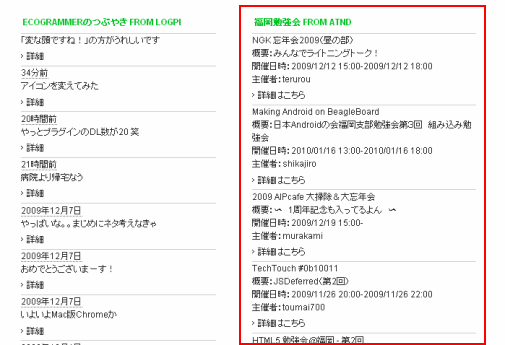 ECOGRAMMERのつぶやき FROM LOGPI
「変な顔ですね！」の方がうれしいです
› 詳細
34分前
アイコンを変えてみた
› 詳細
20時間前
やっとプラグインのDL数が20 笑
› 詳細
21時間前
病院より帰宅なう
› 詳細
2009年12月7日
やっぱいな。。まじめにネタ考えなきゃ
› 詳細
2009年12月7日
おめでとうございまーす！
› 詳細
2009年12月7日
いよいよMac版Chromeか
› 詳細
福岡勉強会 FROM ATND
NGK 忘年会2009(昼の部)
概要：みんなでライトニングトーク！
開催日時：2009/12/12 15:00-2009/12/12 18:00
主催者：terurou
› 詳細はこちら
Making Android on BeagleBoard
概要：日本Androidの会福岡支部勉強会第3回 組み込み勉
強会
開催日時：2010/01/16 13:00-2010/01/16 18:00
主催者：shikajiro
› 詳細はこちら
2009 AIPcafe 大掃除＆大忘年会
概要：〜 1周年記念も入ってるよん 〜
開催日時：2009/12/19 15:00-
主催者：murakami
› 詳細はこちら
TechTouch #0b10011
概要：JSDeferred(第2回)
開催日時：2009/11/26 20:00-2009/11/26 22:00
主催者：toumai700
› 詳細はこちら
HTML5 勉強会@福岡 - 第2回